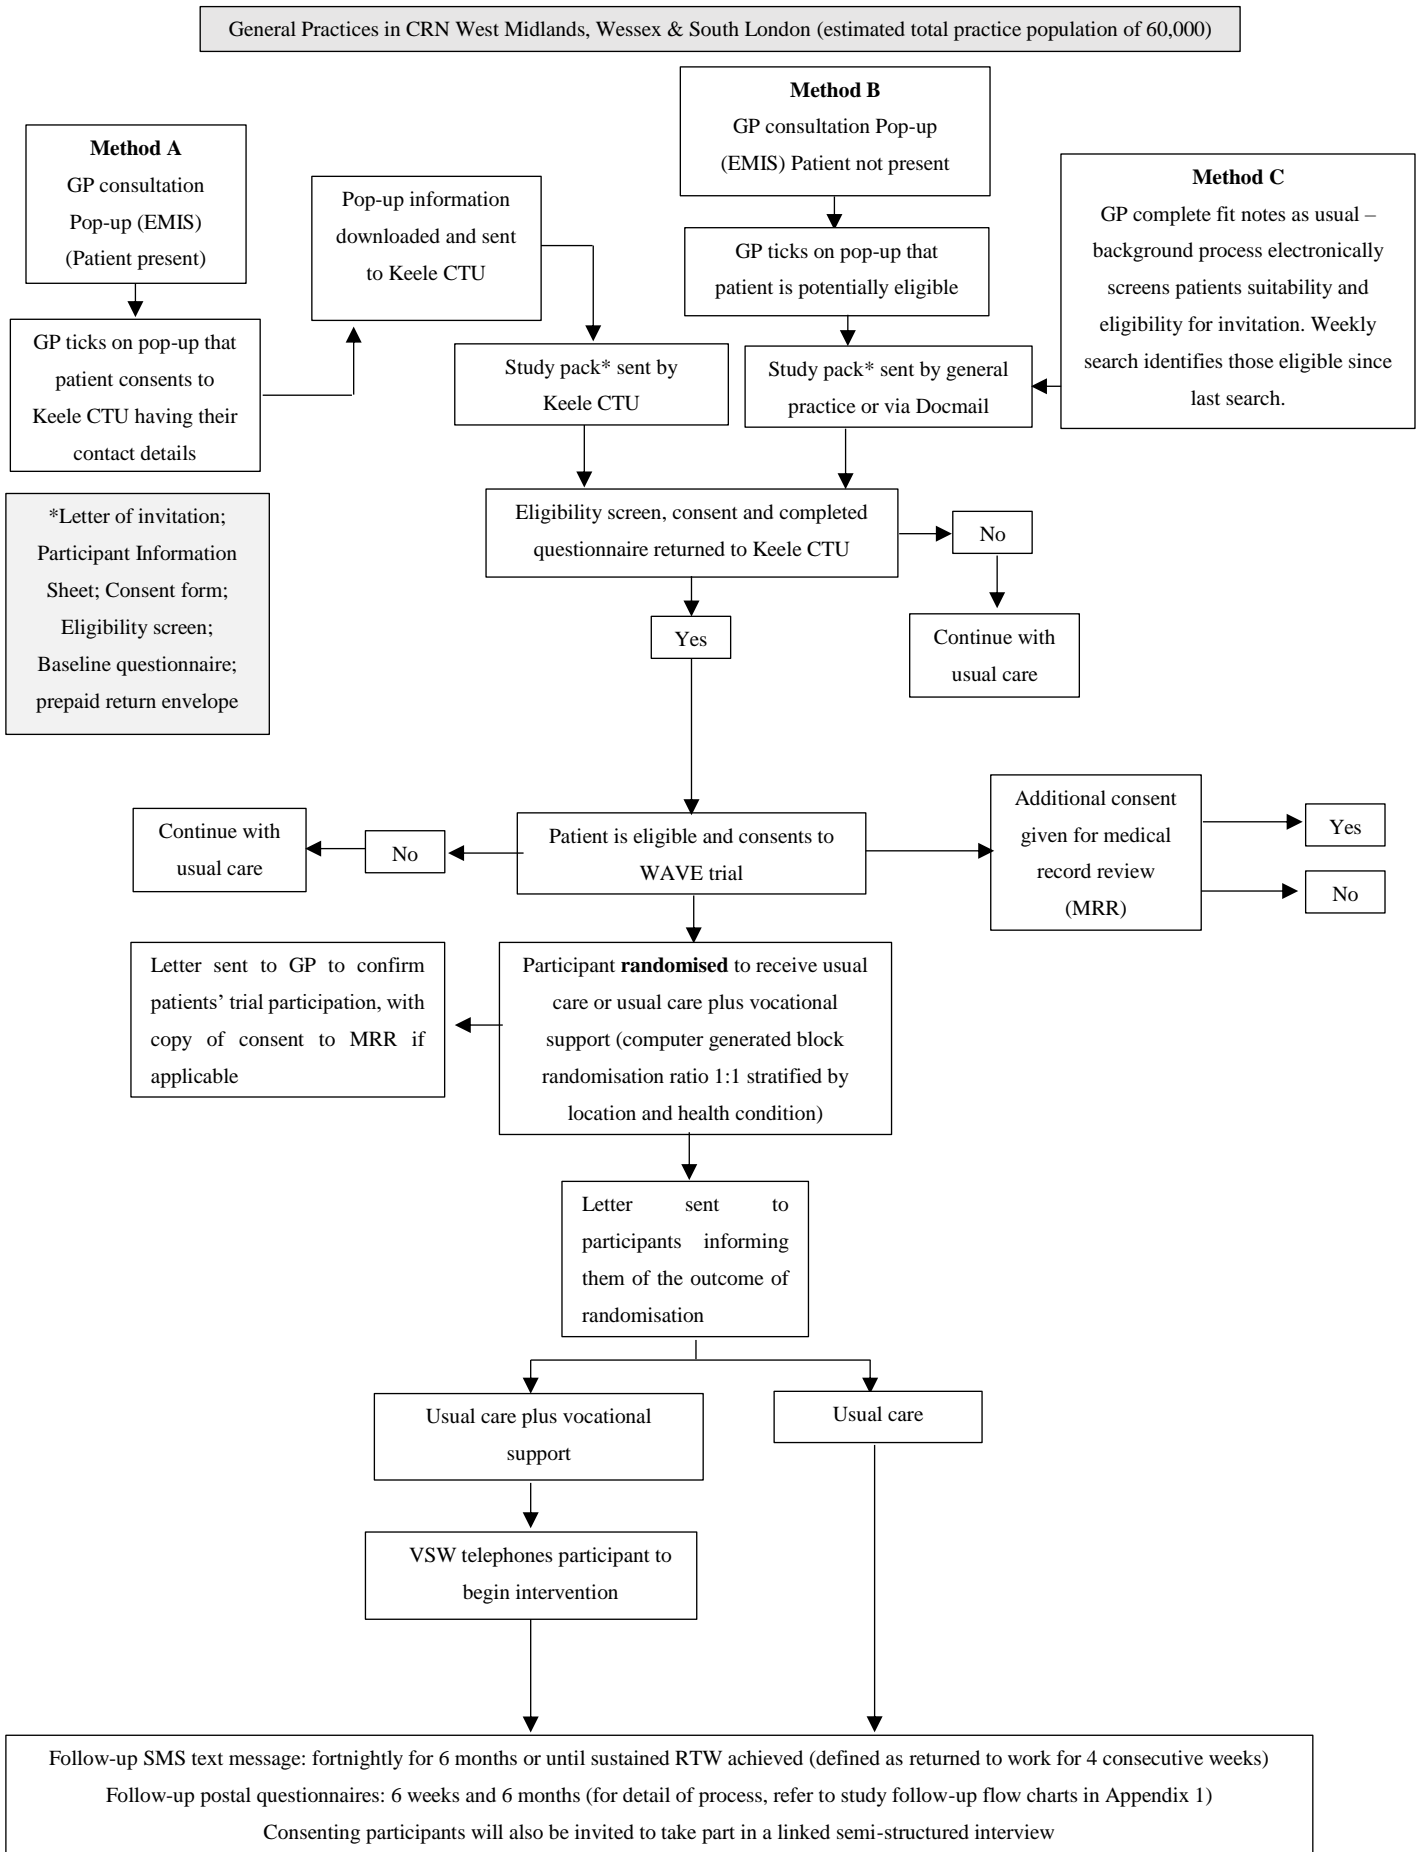 General Practices in CRN West Midlands, Wessex & South London (estimated total practice population of 60,000)
Method A
GP consultation
Pop-up (EMIS)
(Patient present)
GP ticks on pop-up that
patient consents to
Keele CTU having their
contact details
Pop-up information
downloaded and sent
to Keele CTU
Study pack* sent by
Keele CTU
Method B
GP consultation Pop-up
(EMIS) Patient not present
GP ticks on pop-up that
patient is potentially eligible
Study pack* sent by general
practice or via Docmail
Method C
GP complete fit notes as usual –
background process electronically
screens patients suitability and
eligibility for invitation. Weekly
search identifies those eligible since
last search.
*Letter of invitation;
Participant Information
Sheet; Consent form;
Eligibility screen;
Baseline questionnaire;
prepaid return envelope
Eligibility screen, consent and completed
questionnaire returned to Keele CTU
No
Continue with
usual care
Yes
Patient is eligible and consents to
WAVE trial
No
Continue with
usual care
Additional consent
given for medical
record review
(MRR)
Yes
No
Letter sent to GP to confirm
patients’ trial participation, with
copy of consent to MRR if
applicable
Participant randomised to receive usual
care or usual care plus vocational
support (computer generated block
randomisation ratio 1:1 stratified by
location and health condition)
Letter sent to
participants informing
them of the outcome of
randomisation
Usual care plus vocational
support
Usual care
VSW telephones participant to
begin intervention
Follow-up SMS text message: fortnightly for 6 months or until sustained RTW achieved (defined as returned to work for 4 consecutive weeks)
Follow-up postal questionnaires: 6 weeks and 6 months (for detail of process, refer to study follow-up flow charts in Appendix 1)
Consenting participants will also be invited to take part in a linked semi-structured interview